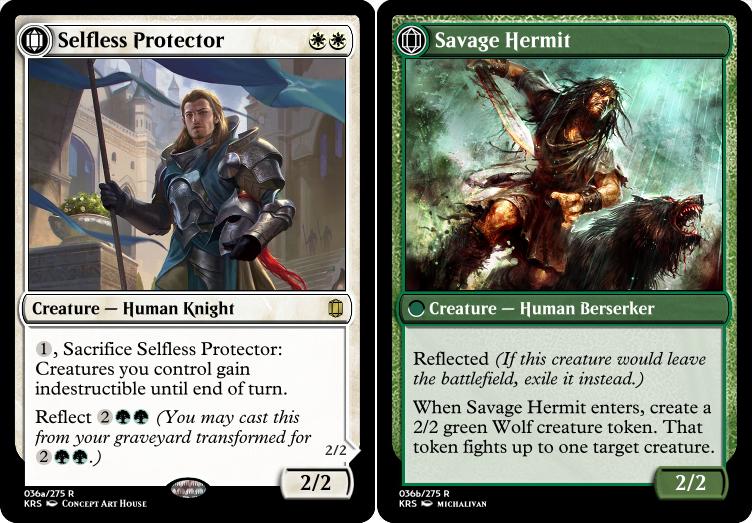 Selfless Protector
Creature — Human Knight
1, Sacrifice Selfless Protector:
Creatures you control gain
indestructible until end of turn.
Reflect 2 (You may cast this
from your graveyard transformed for
2 .)
2/2
2/2
036a/275 R
KRS Concept Art House
Savage Hermit
Creature — Human Berserker
Reflected (If this creature would leave
the battlefield, exile it instead.)
When Savage Hermit enters, create a
2/2 green Wolf creature token. That
token fights up to one target creature.
2/2
036b/275 R
KRS michalivan